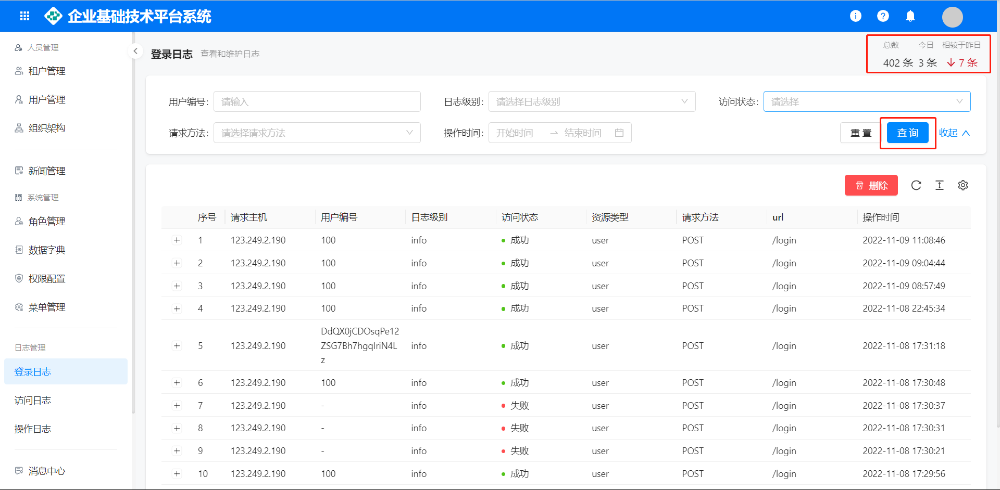 企业基础技术平台系统
人员管理
租户管理
用户管理
组织架构
新闻管理
系统管理
角色管理
数据字典
权限配置
菜单管理
日志管理
登录日志
访问日志
操作日志
消息中心
登录日志 查看和维护日志
总数 今日 相较于昨日
402 条 3 条 7 条
用户编号: 请输入 日志级别: 请选择日志级别 访问状态: 请选择
请求方法: 请选择请求方法 操作时间: 开始时间 结束时间 重 置 查 询 收起
删除
序号 请求主机 用户编号 日志级别 访问状态 资源类型 请求方法 url 操作时间
1 123.249.2.190 100 info 成功 user POST /login 2022-11-09 11:08:46
2 123.249.2.190 100 info 成功 user POST /login 2022-11-09 09:04:44
3 123.249.2.190 100 info 成功 user POST /login 2022-11-09 08:57:49
4 123.249.2.190 100 info 成功 user POST /login 2022-11-08 22:45:34
DdQX0jCDOsqPe12
5 123.249.2.190 ZSG7Bh7hgqIriN4L info 成功 user POST /login 2022-11-08 17:31:18
z
6 123.249.2.190 100 info 成功 user POST /login 2022-11-08 17:30:48
7 123.249.2.190 - info 失败 user POST /login 2022-11-08 17:30:37
8 123.249.2.190 - info 失败 user POST /login 2022-11-08 17:30:31
9 123.249.2.190 - info 失败 user POST /login 2022-11-08 17:30:21
10 123.249.2.190 100 info 成功 user POST /login 2022-11-08 17:29:56